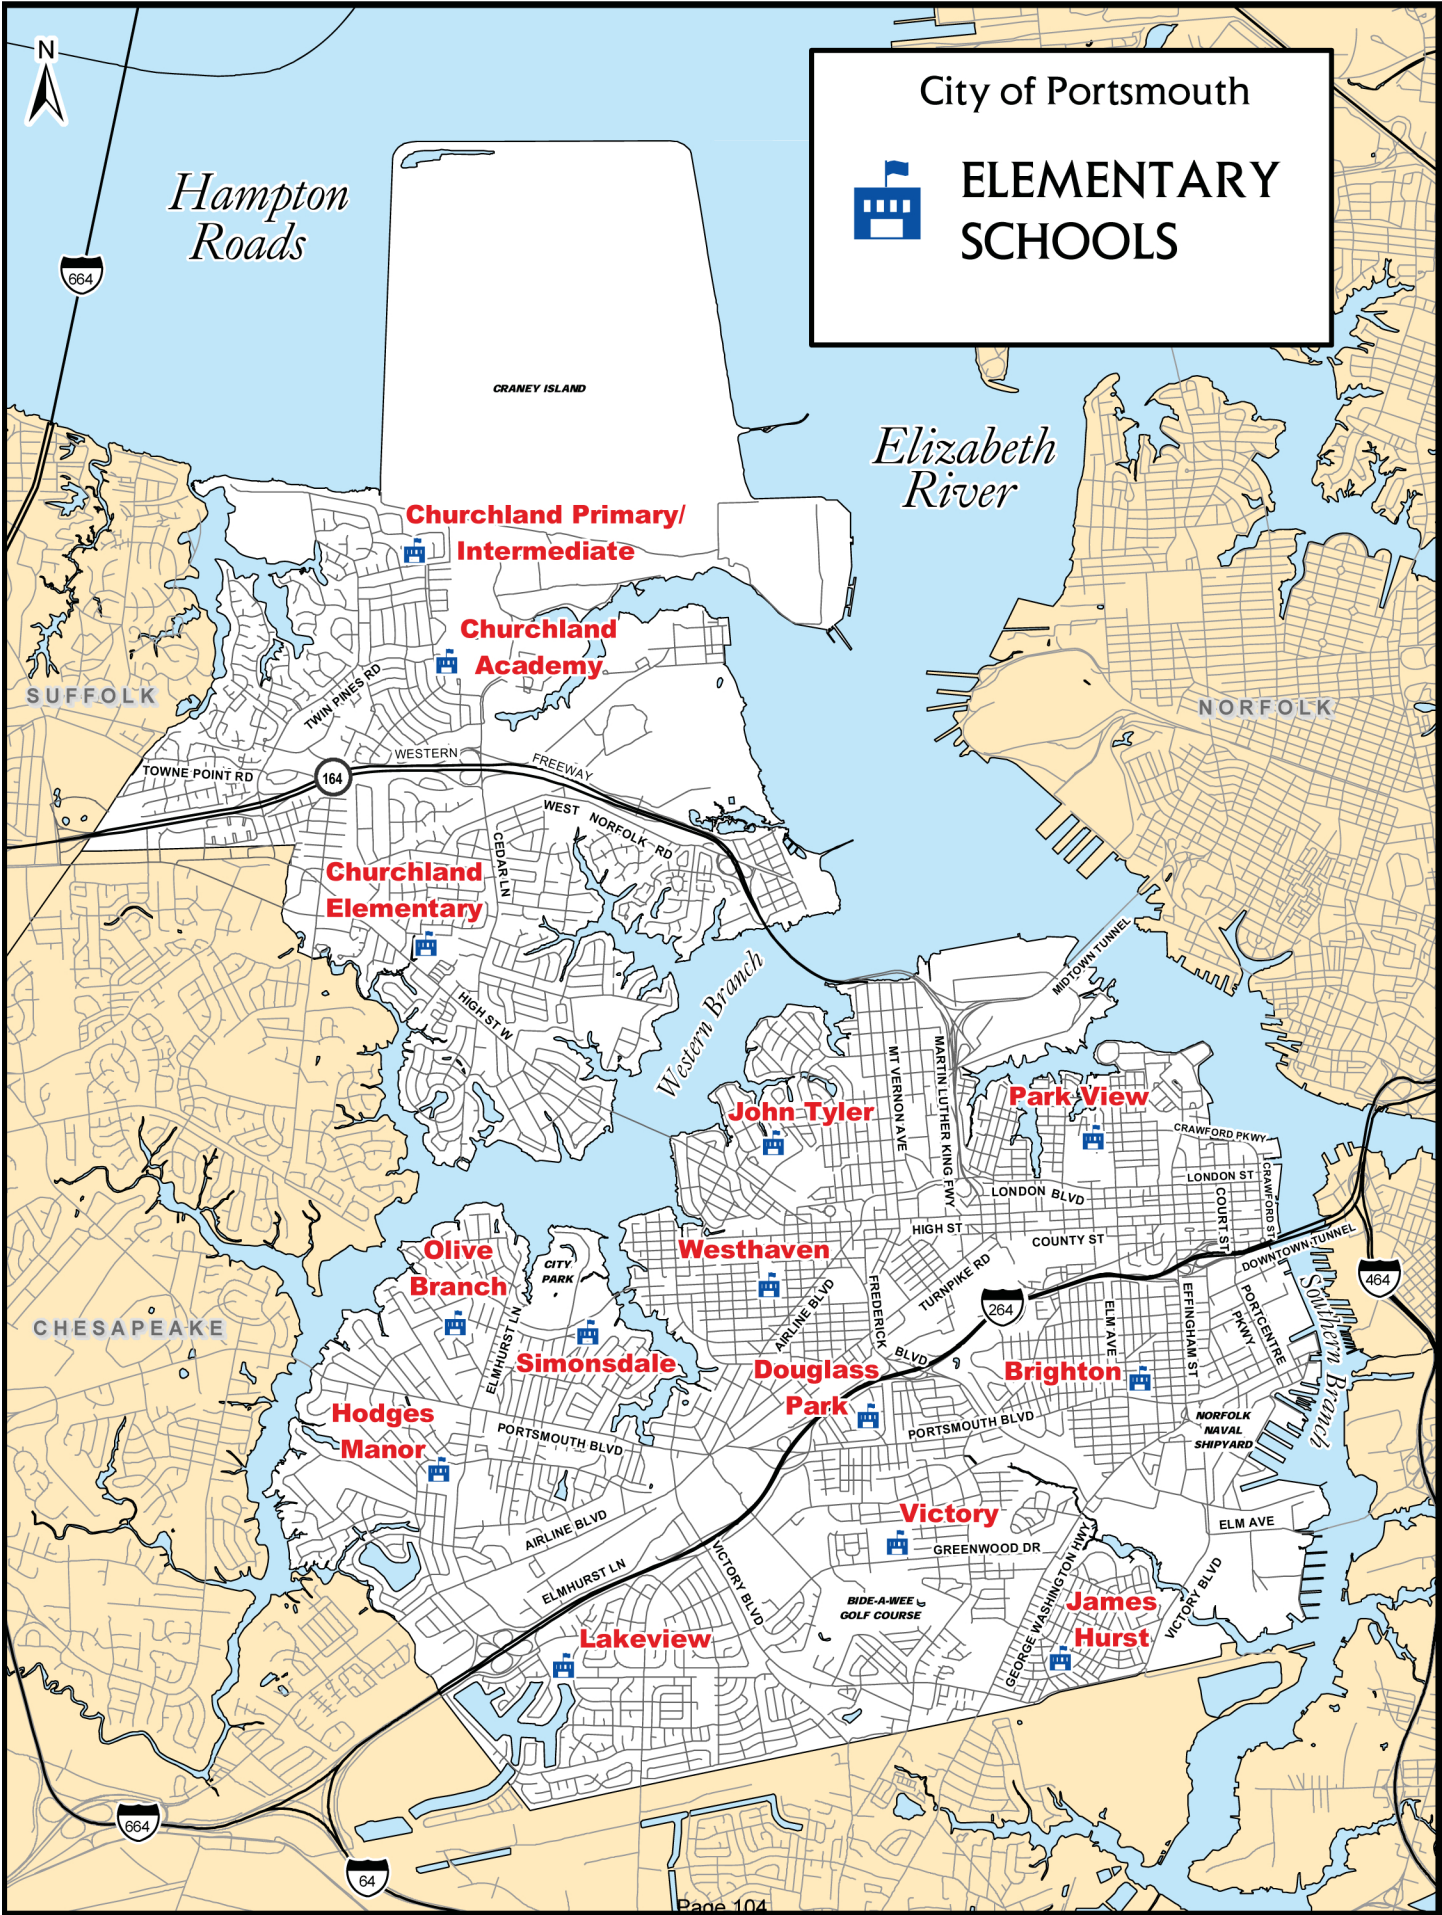 N
City of Portsmouth
ELEMENTARY
SCHOOLS
Hampton
Roads
664
CRANEY ISLAND
Elizabeth
River
Churchland Primary/
Intermediate
Churchland
Academy
SUFFOLK
TWIN PINES RD
NORFOLK
WESTERN
FREEWAY
TOWNE POINT RD
164
WEST NORFOLK RD
CEDAR LN
Churchland
Elementary
MIDTOWN TUNNEL
Western Branch
HIGH ST W
MT VERNON AVE
MARTIN LUTHER KING FWY
John Tyler
Park View
CRAWFORD PKWY
LONDON ST
LONDON BLVD
COURT ST
CRAWFORD ST
HIGH ST
COUNTY ST
DOWNTOWN TUNNEL
Olive
Branch
CITY
PARK
Westhaven
TURNPIKE RD
AIRLINE BLVD
FREDERICK
BLVD
264
464
Southern Branch
CHESAPEAKE
ELMHURST LN
Simonsdale
ELM AVE
EFFINGHAM ST
PORTCENTRE
PKWY
Douglass
Park
Brighton
Hodges
Manor
PORTSMOUTH BLVD
PORTSMOUTH BLVD
NORFOLK
NAVAL
SHIPYARD
AIRLINE BLVD
Victory
GREENWOOD DR
ELM AVE
ELMHURST LN
VICTORY BLVD
BIDE-A-WEE
GOLF COURSE
GEORGE WASHINGTON HWY
James
Hurst
VICTORY BLVD
Lakeview
664
64
Page 104